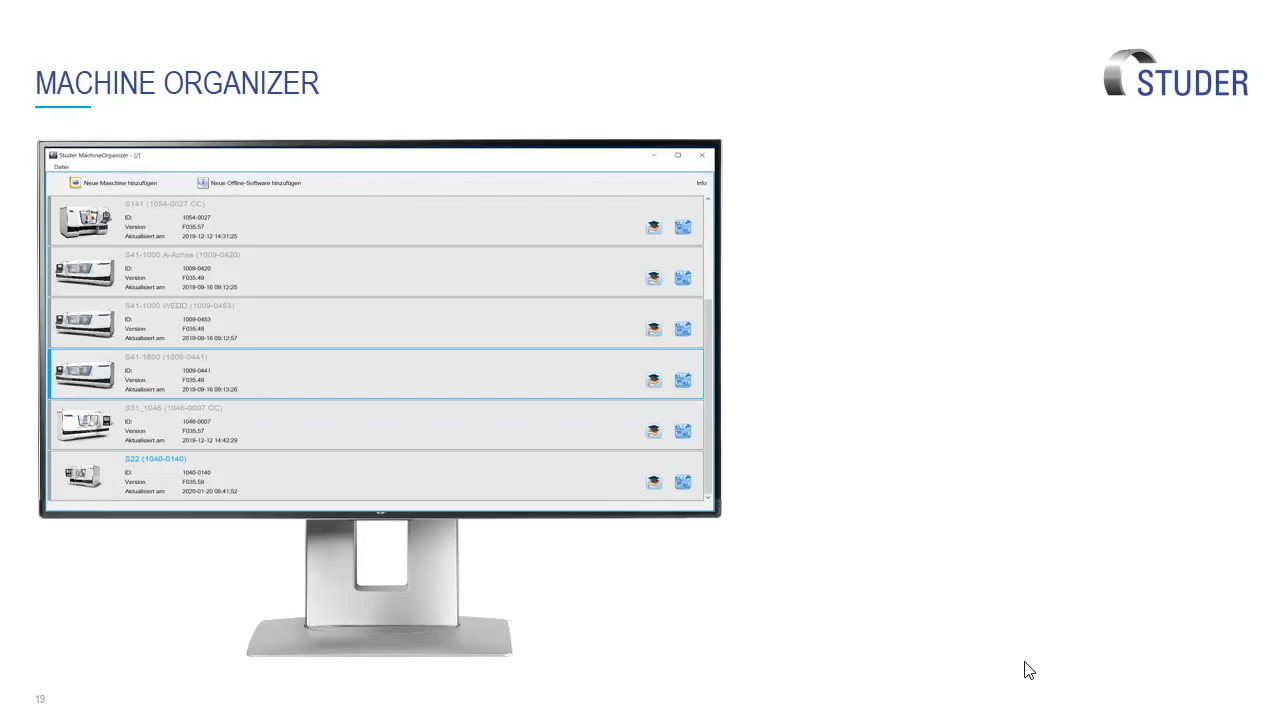 MACHINE ORGANIZER
STUDER
Studer MachineOrganizer - [/]
Datei
Neue Maschine hinzufügen
Neue Offline-Software hinzufügen
Info
S141 (1054-0027 CC)
ID: 1054-0027
Version F035.57
Aktualisiert am 2019-12-12 14:31:25
S41-1000 A-Achse (1009-0420)
ID: 1009-0420
Version F035.49
Aktualisiert am 2019-09-16 09:12:25
S41-1000 WEDD (1009-0453)
ID: 1009-0453
Version F035.49
Aktualisiert am 2019-09-16 09:12:57
S41-1600 (1009-0441)
ID: 1009-0441
Version F035.49
Aktualisiert am 2019-09-16 09:13:26
S31_1046 (1046-0007 CC)
ID: 1046-0007
Version F035.57
Aktualisiert am 2019-12-12 14:42:29
S22 (1040-0140)
ID: 1040-0140
Version F035.59
Aktualisiert am 2020-01-20 08:41:52
19